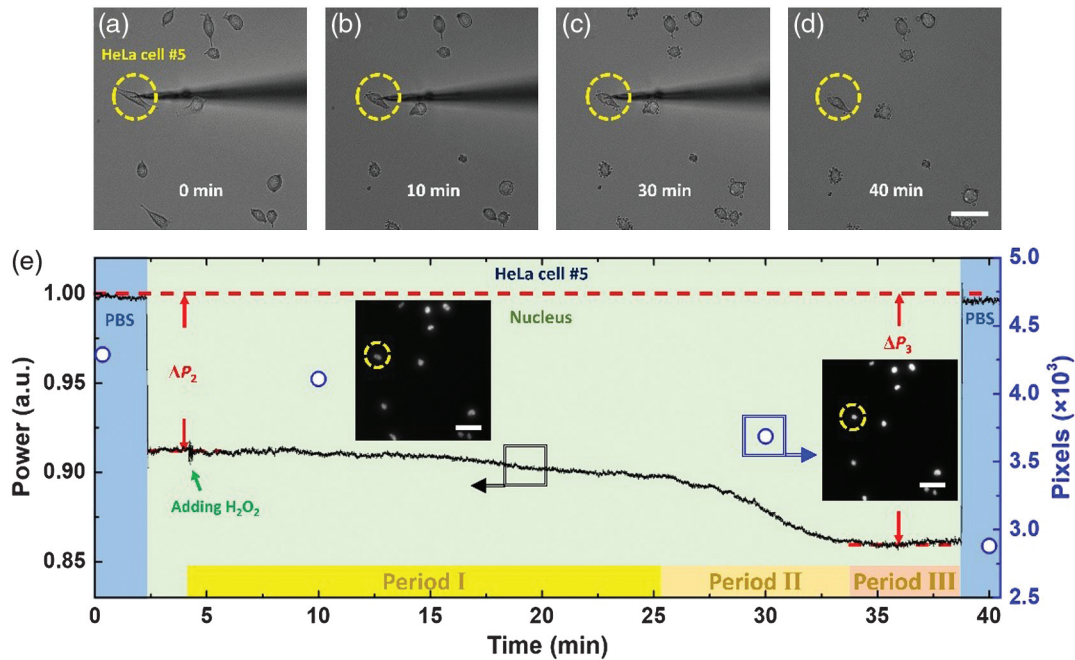 (a)
HeLa cell #5
0 min
(b)
10 min
(c)
30 min
(d)
40 min
(e)
HeLa cell #5
PBS
Nucleus
PBS
ΔP2
ΔP3
Adding H2O2
Period I
Period II
Period III
Power (a.u.)
1.00
0.95
0.90
0.85
Pixels (×10³)
5.0
4.5
4.0
3.5
3.0
2.5
0
5
10
15
20
25
30
35
40
Time (min)